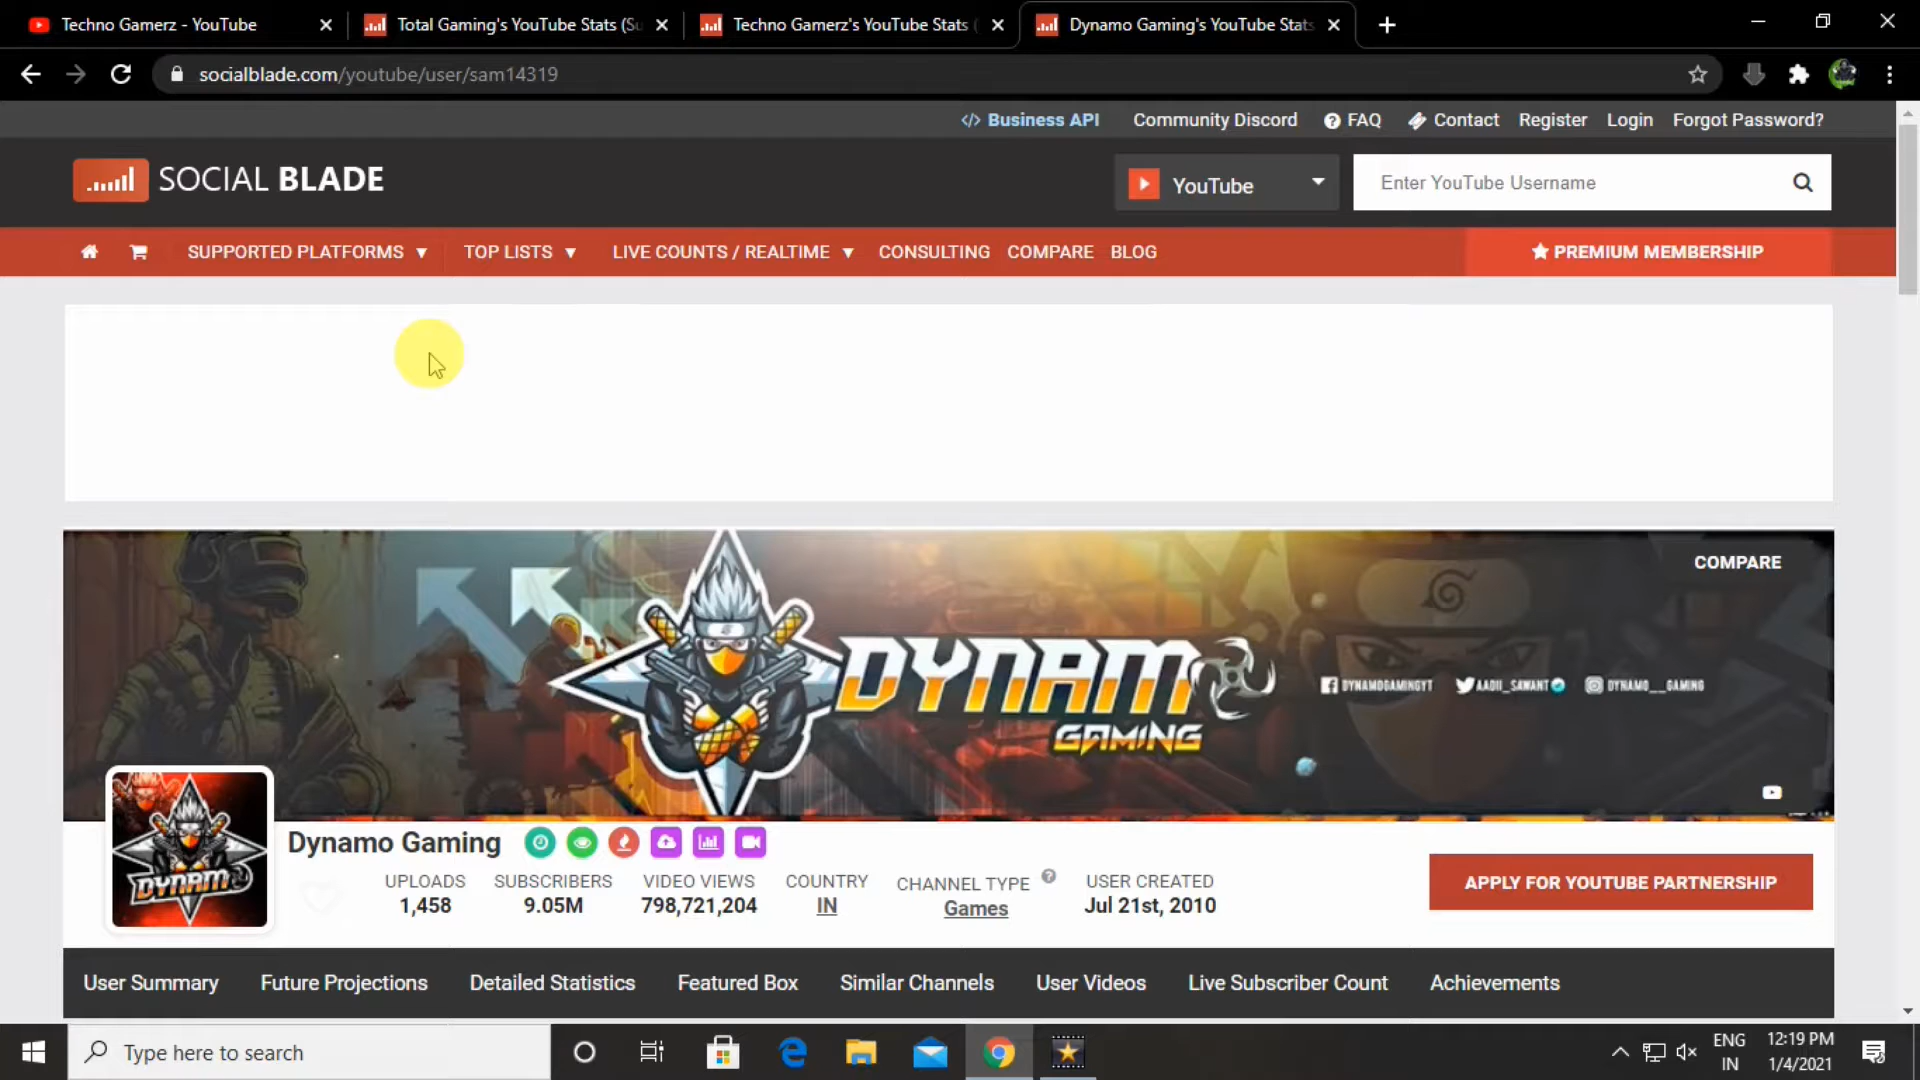 Techno Gamerz - YouTube
Total Gaming's YouTube Stats (Su
Techno Gamerz's YouTube Stats (
Dynamo Gaming's YouTube Stats
socialblade.com/youtube/user/sam14319
</> Business API Community Discord FAQ Contact Register Login Forgot Password?
SOCIAL BLADE
YouTube
Enter YouTube Username
SUPPORTED PLATFORMS TOP LISTS LIVE COUNTS / REALTIME CONSULTING COMPARE BLOG
PREMIUM MEMBERSHIP
COMPARE
DYNAMO
GAMING
DYNAMOGAMINGYT AADII_SAWANT DYNAMO__GAMING
DYNAMO
Dynamo Gaming
UPLOADS SUBSCRIBERS VIDEO VIEWS COUNTRY CHANNEL TYPE USER CREATED
1,458 9.05M 798,721,204 IN Games Jul 21st, 2010
APPLY FOR YOUTUBE PARTNERSHIP
User Summary Future Projections Detailed Statistics Featured Box Similar Channels User Videos Live Subscriber Count Achievements
Type here to search
ENG
IN
12:19 PM
1/4/2021